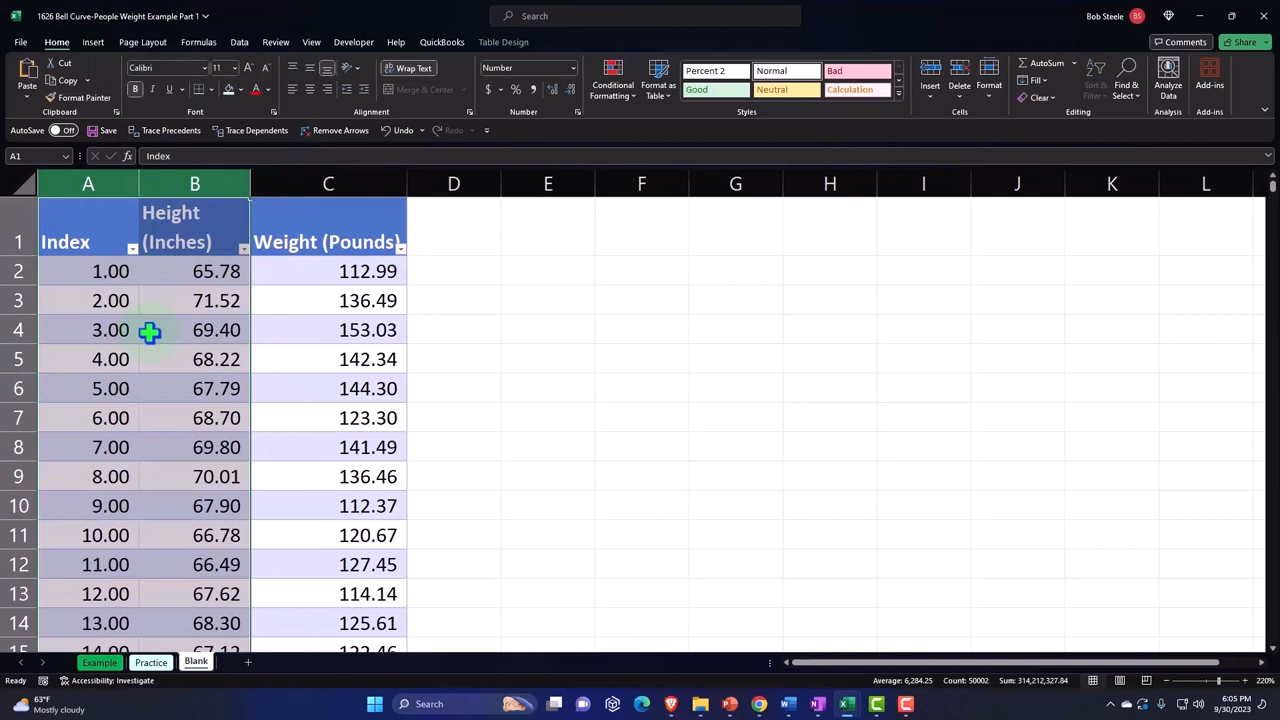 1626 Bell Curve-People Weight Example Part 1
Search
Bob Steele
BS
File
Home
Insert
Page Layout
Formulas
Data
Review
View
Developer
Help
QuickBooks
Table Design
Comments
Share
Paste
Cut
Copy
Format Painter
Clipboard
Calibri
11
B
I
U
Font
Wrap Text
Merge & Center
Alignment
Number
$
%
Number
Conditional
Formatting
Format as
Table
Percent 2
Normal
Bad
Good
Neutral
Calculation
Styles
Insert
Delete
Format
Cells
AutoSum
Fill
Clear
Sort &
Filter
Find &
Select
Editing
Analyze
Data
Analysis
Add-ins
Add-ins
AutoSave
Off
Save
Trace Precedents
Trace Dependents
Remove Arrows
Undo
Redo
A1
fx
Index
A B C D E F G H I J K L
1 Index Height
(Inches) Weight (Pounds)
2 1.00 65.78 112.99
3 2.00 71.52 136.49
4 3.00 69.40 153.03
5 4.00 68.22 142.34
6 5.00 67.79 144.30
7 6.00 68.70 123.30
8 7.00 69.80 141.49
9 8.00 70.01 136.46
10 9.00 67.90 112.37
11 10.00 66.78 120.67
12 11.00 66.49 127.45
13 12.00 67.62 114.14
14 13.00 68.30 125.61
Example
Practice
Blank
Ready
Accessibility: Investigate
Average: 6,284.25
Count: 50002
Sum: 314,212,327.84
220%
63°F
Mostly cloudy
Search
6:05 PM
9/30/2023